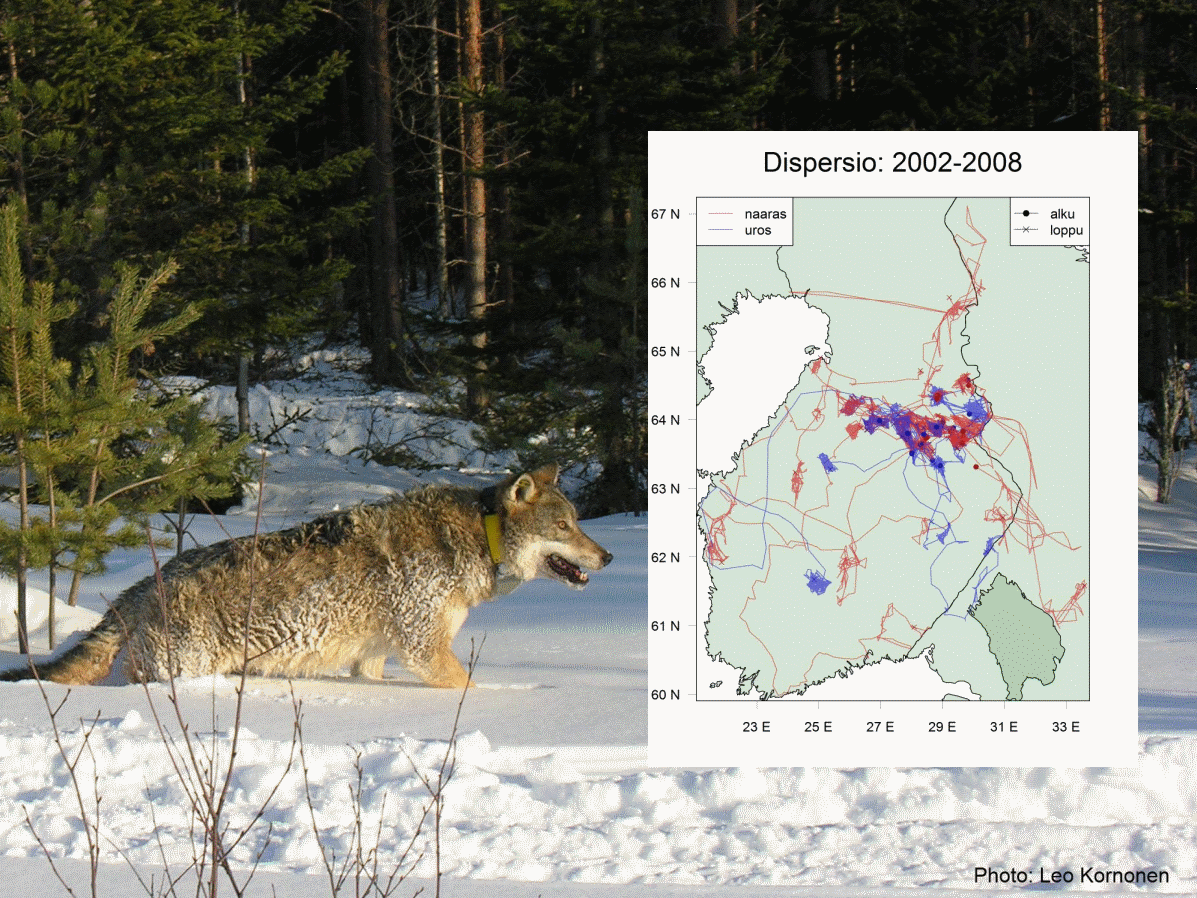 Dispersio: 2002-2008
naaras
uros
alku
loppu
67 N
66 N
65 N
64 N
63 N
62 N
61 N
60 N
23 E
25 E
27 E
29 E
31 E
33 E
Photo: Leo Kornonen